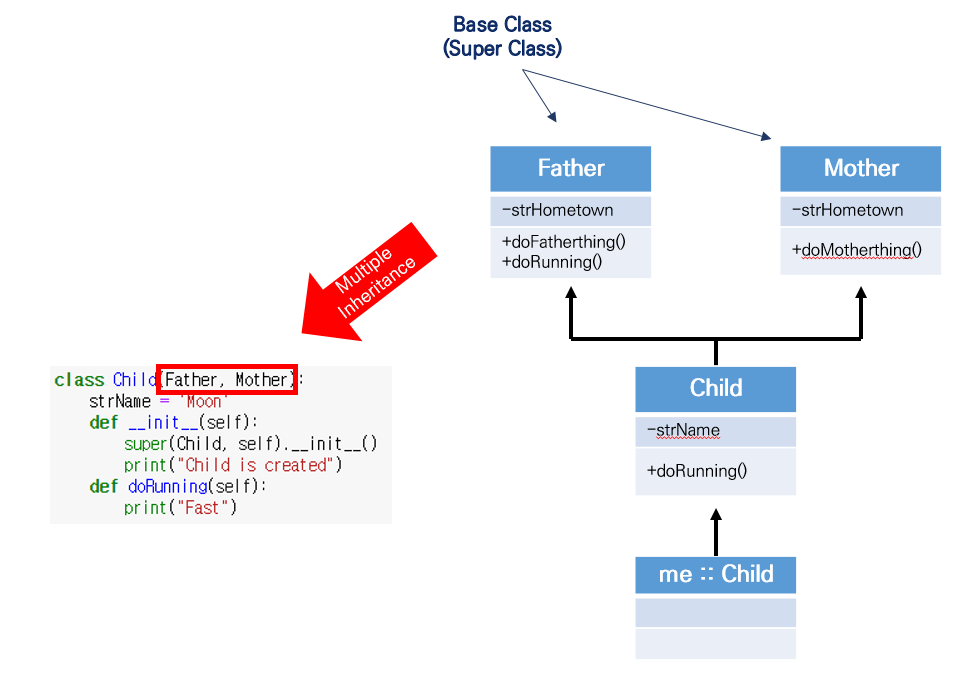 Base Class
(Super Class)
Father
-strHometown
+doFatherthing()
+doRunning()
Mother
-strHometown
+doMotherthing()
Multiple
Inheritance
class Child(Father, Mother):
    strName = 'Moon'
    def __init__(self):
        super(Child, self).__init__()
        print("Child is created")
    def doRunning(self):
        print("Fast")
Child
-strName
+doRunning()
me :: Child